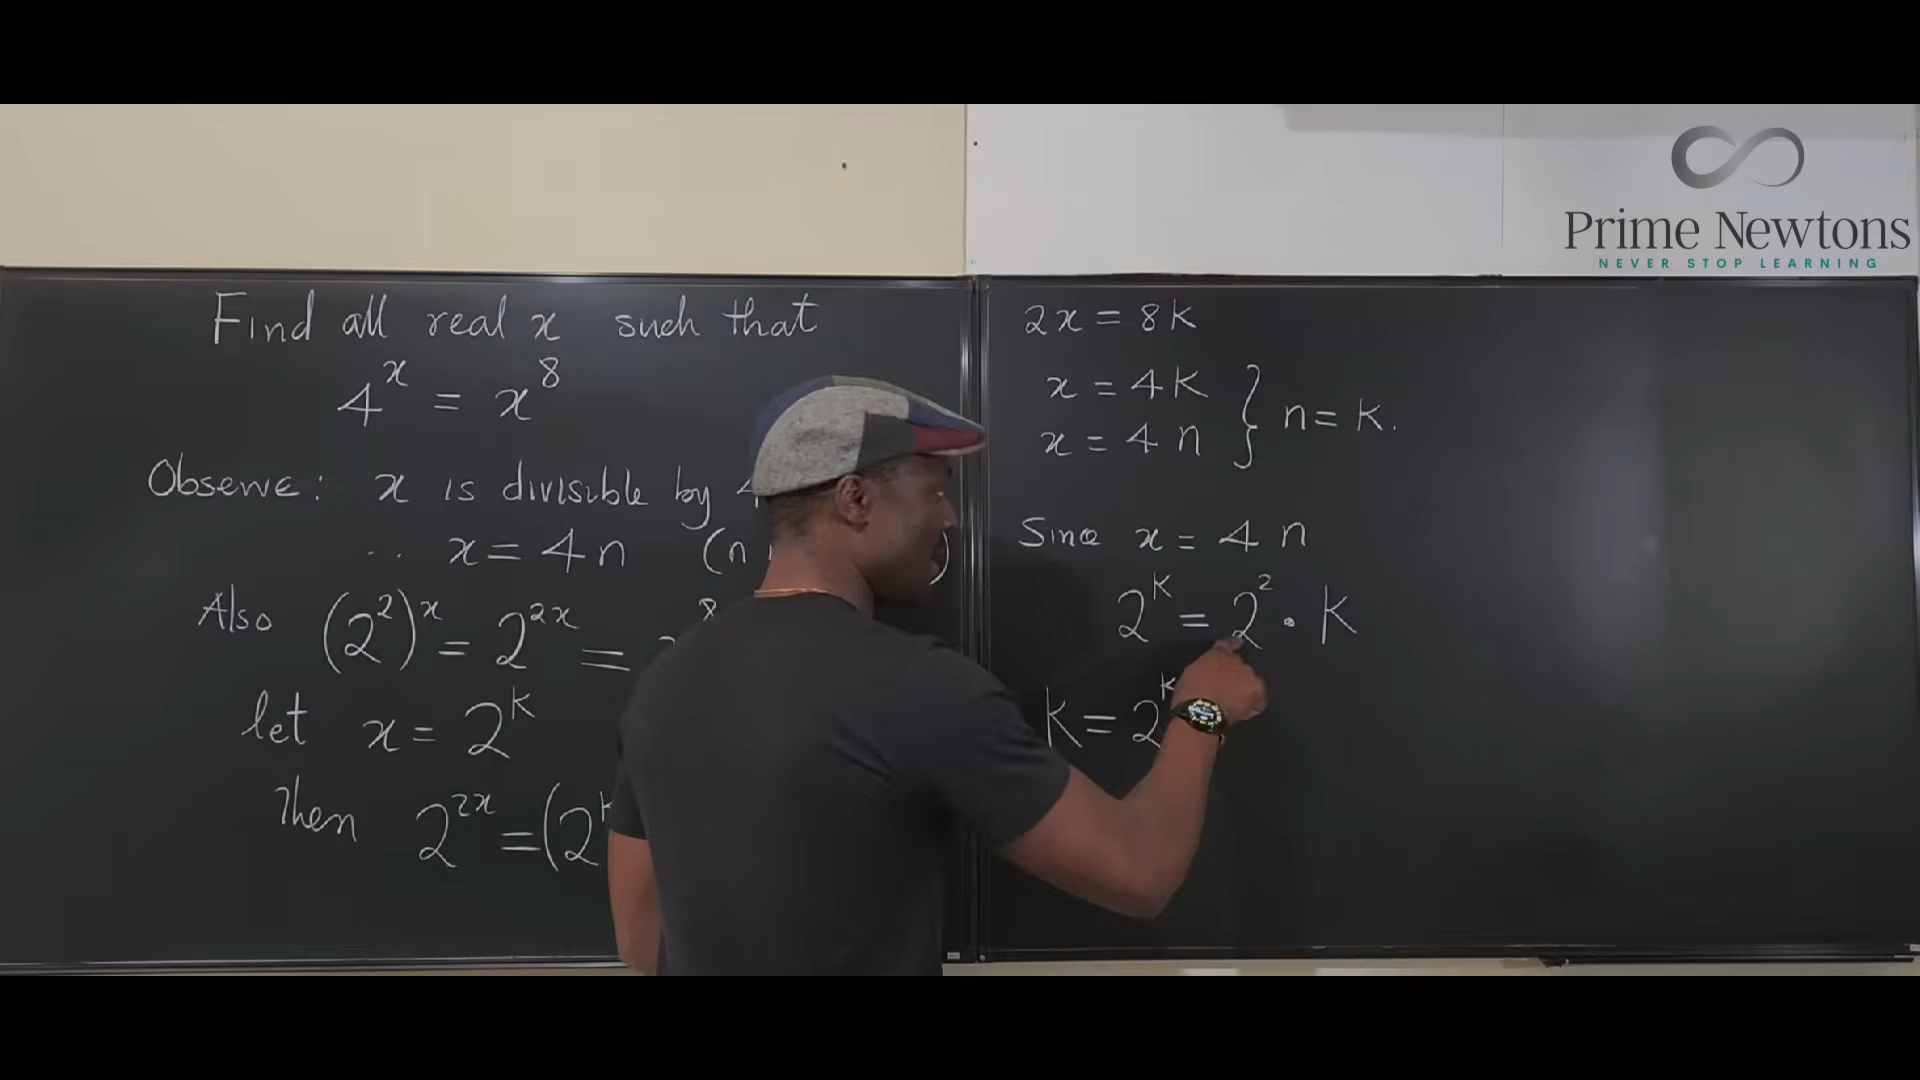 Prime Newtons
NEVER STOP LEARNING
Find all real x such that
4^x = x^8
Observe: x is divisible by 4
∴ x = 4n (n
Also (2^2)^x = 2^{2x} =
let x = 2^k
Then 2^{2x} = (2^k
2x = 8k
x = 4k
x = 4n } n = k.
Since x = 4n
2^k = 2^2 · k
k = 2^k